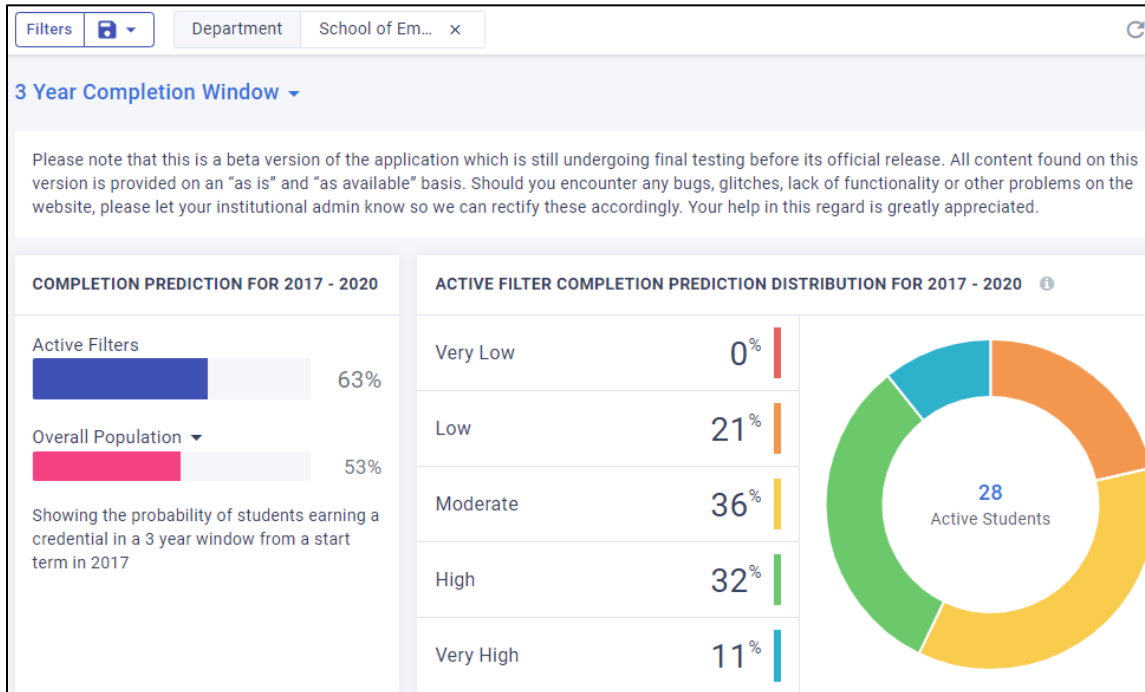 Filters
Department
School of Em... ×
3 Year Completion Window
Please note that this is a beta version of the application which is still undergoing final testing before its official release. All content found on this
version is provided on an “as is” and “as available” basis. Should you encounter any bugs, glitches, lack of functionality or other problems on the
website, please let your institutional admin know so we can rectify these accordingly. Your help in this regard is greatly appreciated.
COMPLETION PREDICTION FOR 2017 - 2020
Active Filters
63%
Overall Population
53%
Showing the probability of students earning a
credential in a 3 year window from a start
term in 2017
ACTIVE FILTER COMPLETION PREDICTION DISTRIBUTION FOR 2017 - 2020
Very Low 0%
Low 21%
Moderate 36%
High 32%
Very High 11%
28
Active Students